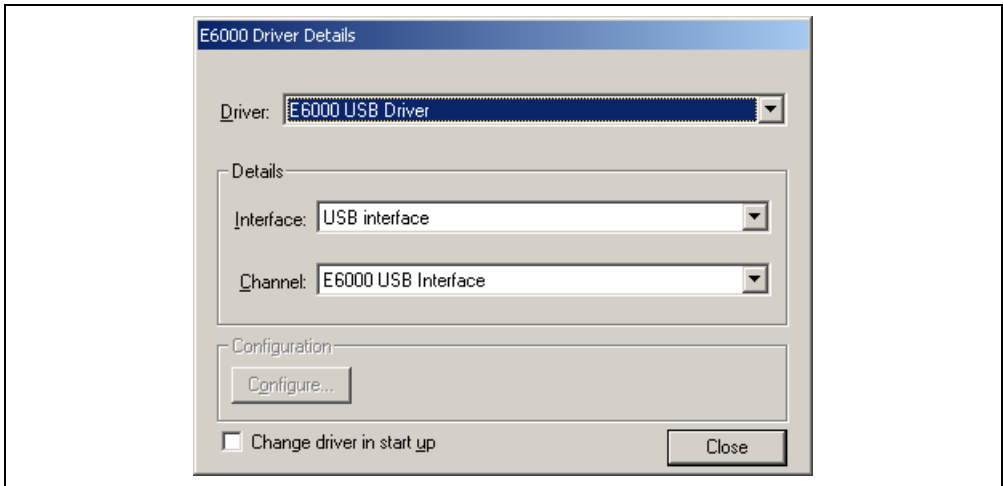 E6000 Driver Details
Driver: E6000 USB Driver
Details
Interface: USB interface
Channel: E6000 USB Interface
Configuration
Configure...
Change driver in start up
Close